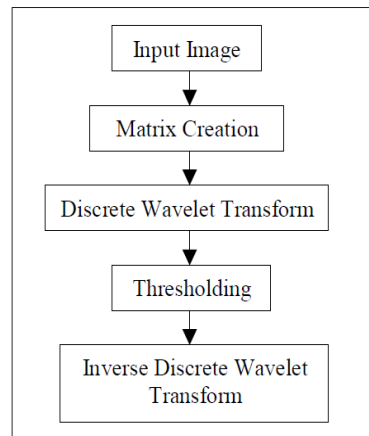 Input Image
Matrix Creation
Discrete Wavelet Transform
Thresholding
Inverse Discrete Wavelet
Transform